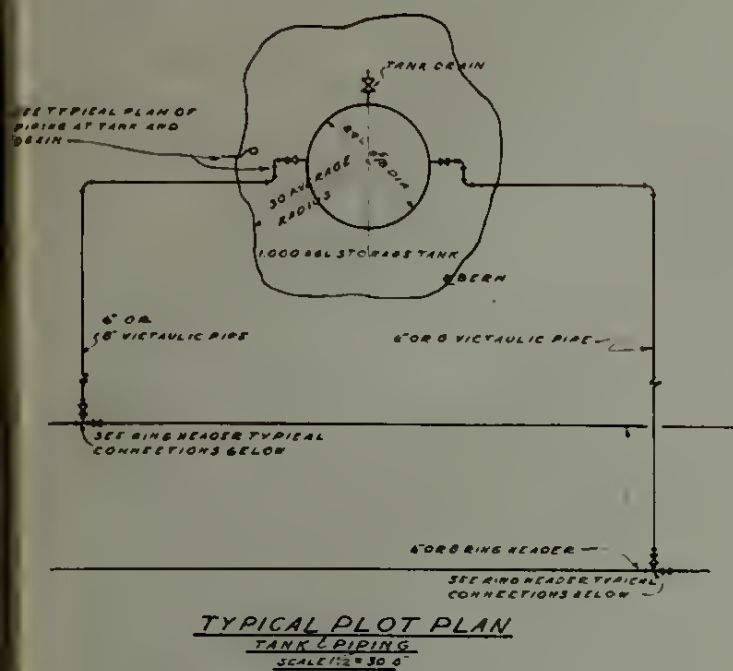 TANK DRAIN
SEE TYPICAL PLAN OF
PIPING AT TANK AND
DRAIN
30 AVERAGE
RADIUS
DIA
1,000 BBL STORAGE TANK
BERM
6" OR
8" VICTAULIC PIPE
6" OR 8" VICTAULIC PIPE
SEE RING HEADER TYPICAL
CONNECTIONS BELOW
6" OR 8 RING HEADER
SEE RING HEADER TYPICAL
CONNECTIONS BELOW
TYPICAL PLOT PLAN
TANK & PIPING